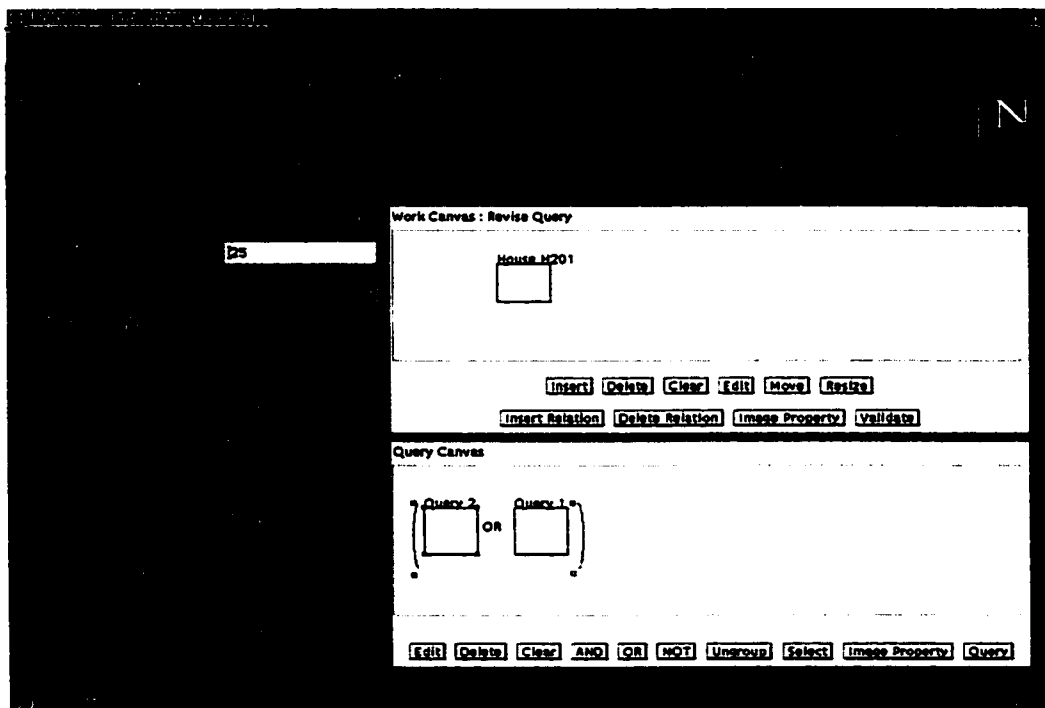 N
Work Canvas : Revise Query
25
House H201
Insert Delete Clear Edit Move Resize
Insert Relation Delete Relation Image Property Validate
Query Canvas
Query 2 OR Query 1
Edit Delete Clear AND OR NOT Ungroup Select Image Property Query